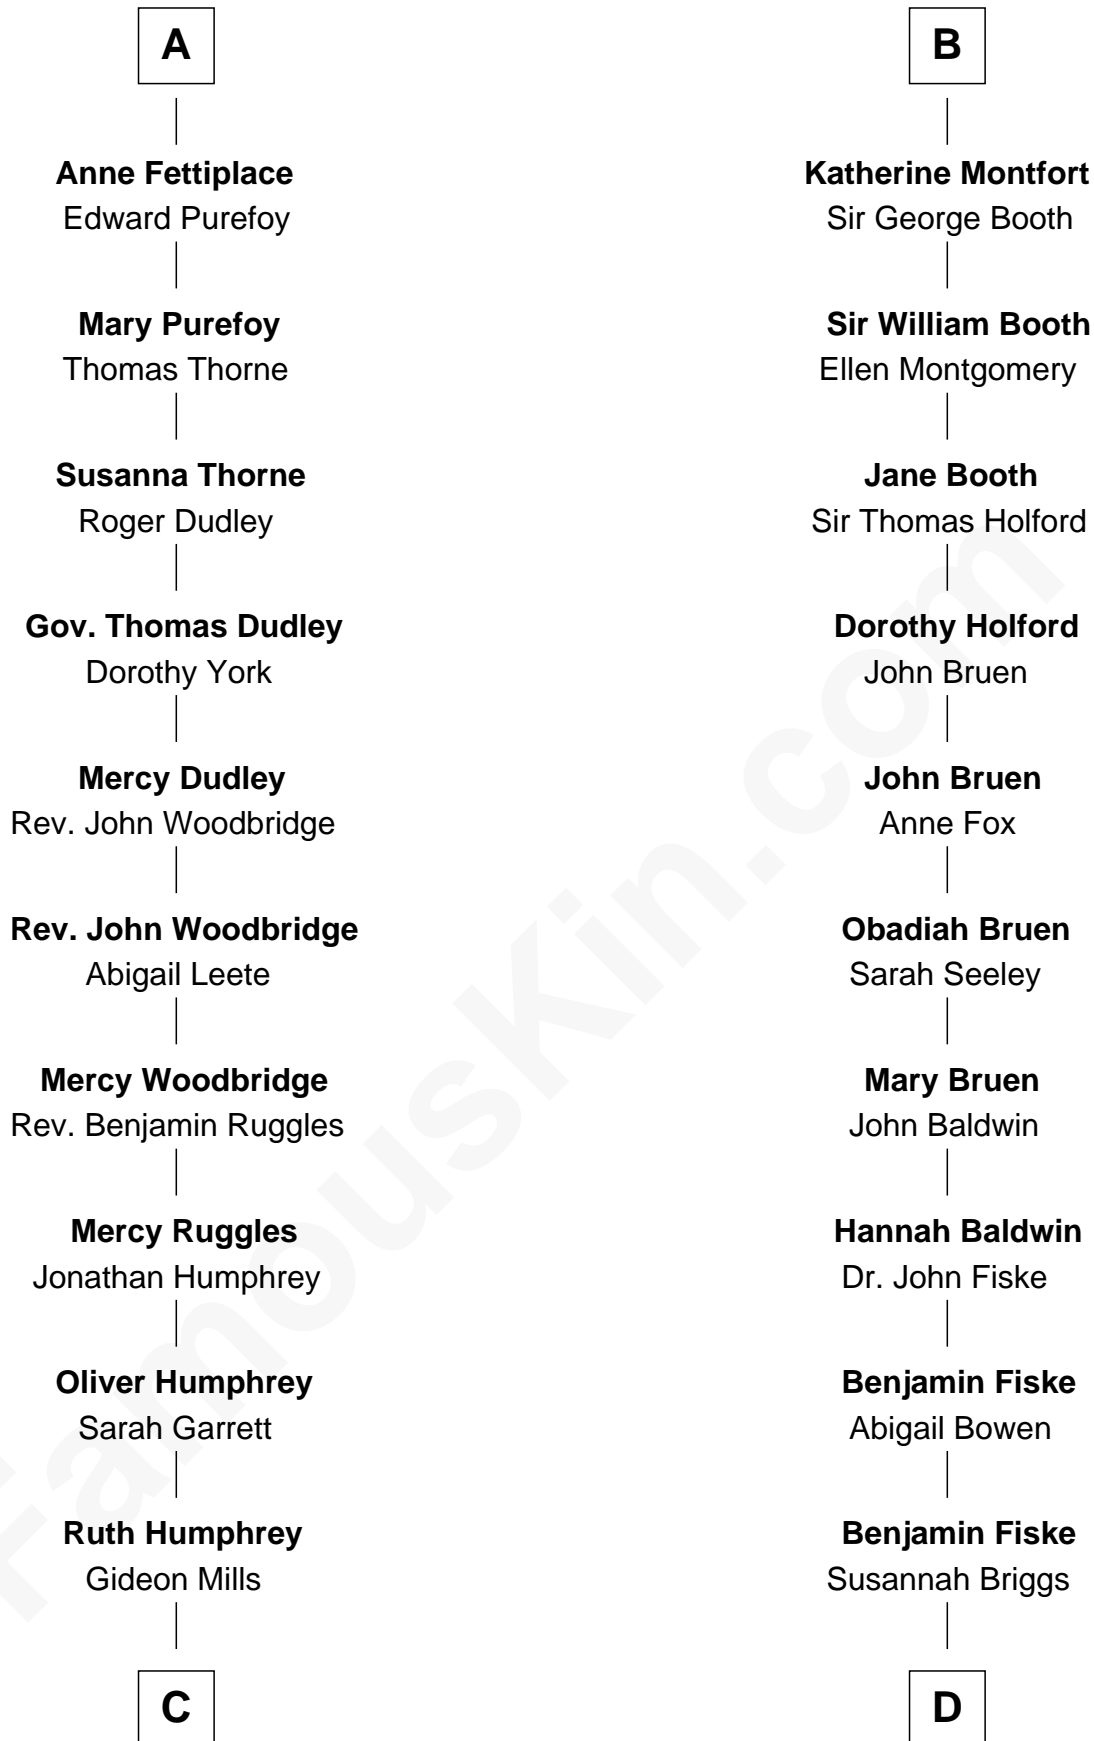 A
Anne Fettiplace
Edward Purefoy
Mary Purefoy
Thomas Thorne
Susanna Thorne
Roger Dudley
Gov. Thomas Dudley
Dorothy York
Mercy Dudley
Rev. John Woodbridge
Rev. John Woodbridge
Abigail Leete
Mercy Woodbridge
Rev. Benjamin Ruggles
Mercy Ruggles
Jonathan Humphrey
Oliver Humphrey
Sarah Garrett
Ruth Humphrey
Gideon Mills
C
B
Katherine Montfort
Sir George Booth
Sir William Booth
Ellen Montgomery
Jane Booth
Sir Thomas Holford
Dorothy Holford
John Bruen
John Bruen
Anne Fox
Obadiah Bruen
Sarah Seeley
Mary Bruen
John Baldwin
Hannah Baldwin
Dr. John Fiske
Benjamin Fiske
Abigail Bowen
Benjamin Fiske
Susannah Briggs
D
FamousKin.com